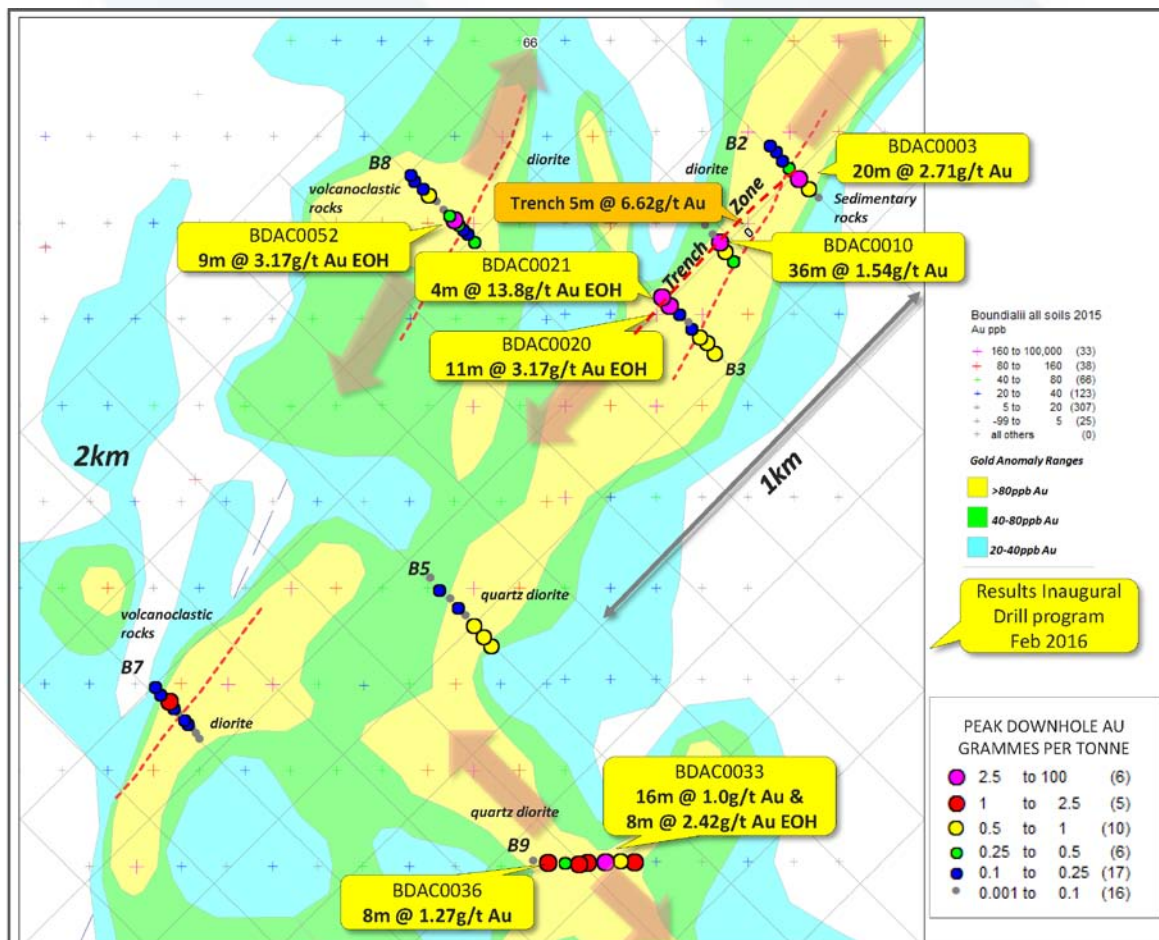 66
B2
BDAC0003
20m @ 2.71g/t Au
diorite
diorite
B8
volcanoclastic
rocks
Zone
Trench 5m @ 6.62g/t Au
Sedimentary
rocks
0
BDAC0052
9m @ 3.17g/t Au EOH
BDAC0010
36m @ 1.54g/t Au
BDAC0021
4m @ 13.8g/t Au EOH
Trench
BDAC0020
11m @ 3.17g/t Au EOH
B3
2km
1km
Boundialii all soils 2015
Au ppb
160 to 100,000 (33)
80 to 160 (38)
40 to 80 (66)
20 to 40 (123)
5 to 20 (307)
-99 to 5 (25)
all others (0)
Gold Anomaly Ranges
>80ppb Au
40-80ppb Au
20-40ppb Au
B5
quartz diorite
Results Inaugural
Drill program
Feb 2016
volcanoclastic
rocks
B7
diorite
PEAK DOWNHOLE AU
GRAMMES PER TONNE
2.5 to 100 (6)
1 to 2.5 (5)
0.5 to 1 (10)
0.25 to 0.5 (6)
0.1 to 0.25 (17)
0.001 to 0.1 (16)
BDAC0033
16m @ 1.0g/t Au &
8m @ 2.42g/t Au EOH
quartz diorite
B9
BDAC0036
8m @ 1.27g/t Au